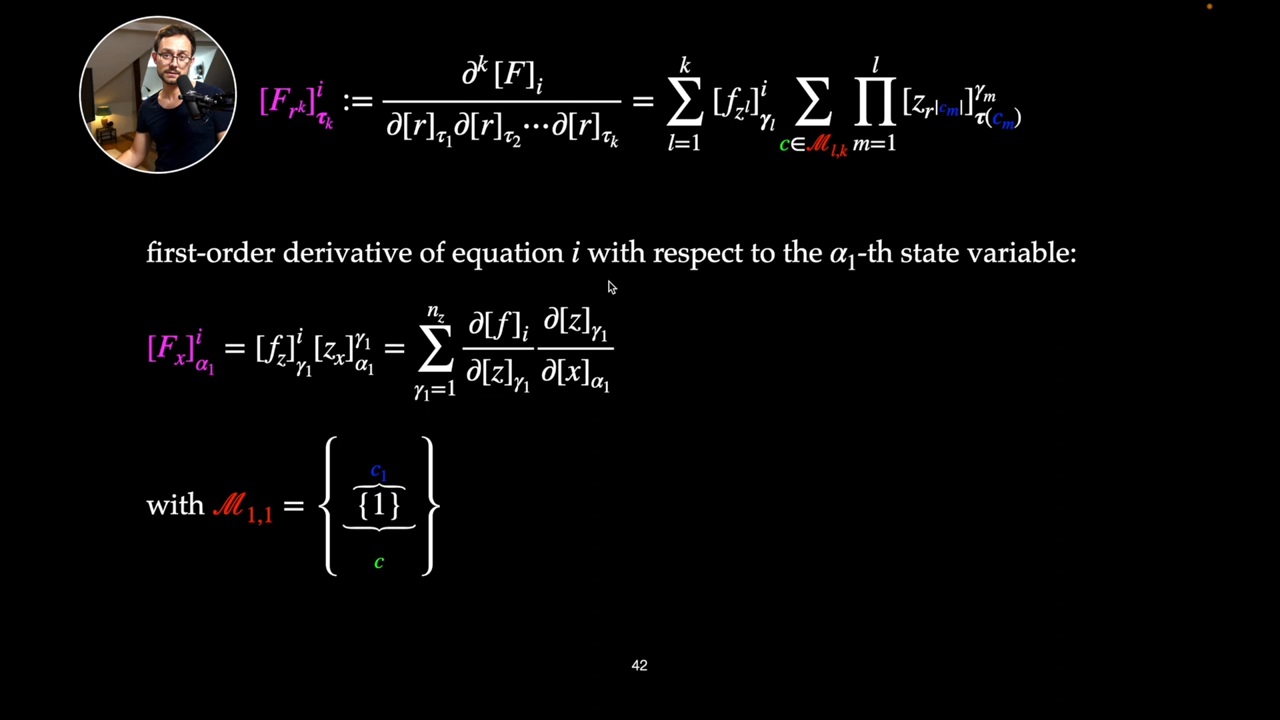 [F_{r^k}]^i_{τ_k} := ∂^k [F]_i / ∂[r]_{τ_1} ∂[r]_{τ_2} ⋯ ∂[r]_{τ_k} = ∑_{l=1}^{k} [f_{z^l}]^i_{γ_l} ∑_{c∈ℳ_{l,k}} ∏_{m=1}^{l} [z_{r^{|c_m|}}]^{γ_m}_{τ(c_m)}
first-order derivative of equation i with respect to the α_1-th state variable:
[F_x]^i_{α_1} = [f_z]^i_{γ_1} [z_x]^{γ_1}_{α_1} = ∑_{γ_1=1}^{n_z} ∂[f]_i / ∂[z]_{γ_1} ∂[z]_{γ_1} / ∂[x]_{α_1}
c_1
with ℳ_{1,1} = { {1} }
c
42